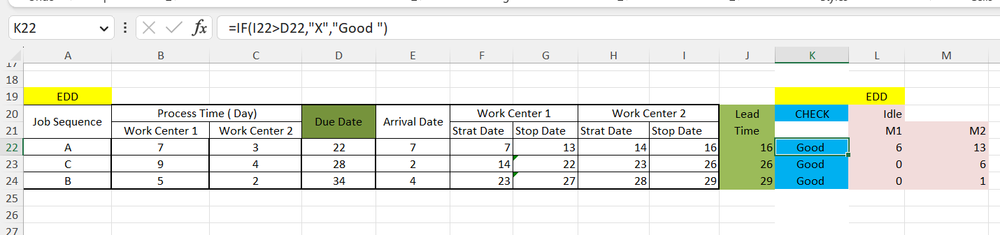 K22 =IF(I22>D22,"X","Good ")
A B C D E F G H I J K L M
17
18
19 EDD EDD
20 Job Sequence Process Time ( Day) Due Date Arrival Date Work Center 1 Work Center 2 Lead CHECK Idle
21 Work Center 1 Work Center 2 Strat Date Stop Date Strat Date Stop Date Time M1 M2
22 A 7 3 22 7 7 13 14 16 16 Good 6 13
23 C 9 4 28 2 14 22 23 26 26 Good 0 6
24 B 5 2 34 4 23 27 28 29 29 Good 0 1
25
26
27